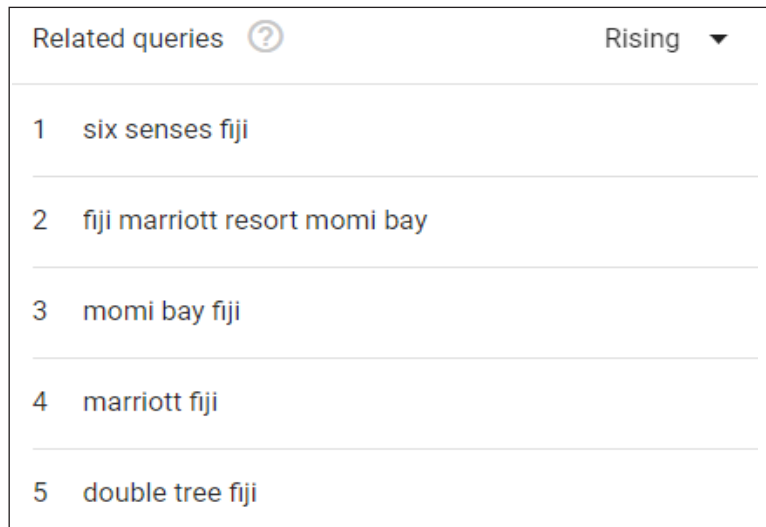 Related queries ? Rising
1 six senses fiji
2 fiji marriott resort momi bay
3 momi bay fiji
4 marriott fiji
5 double tree fiji